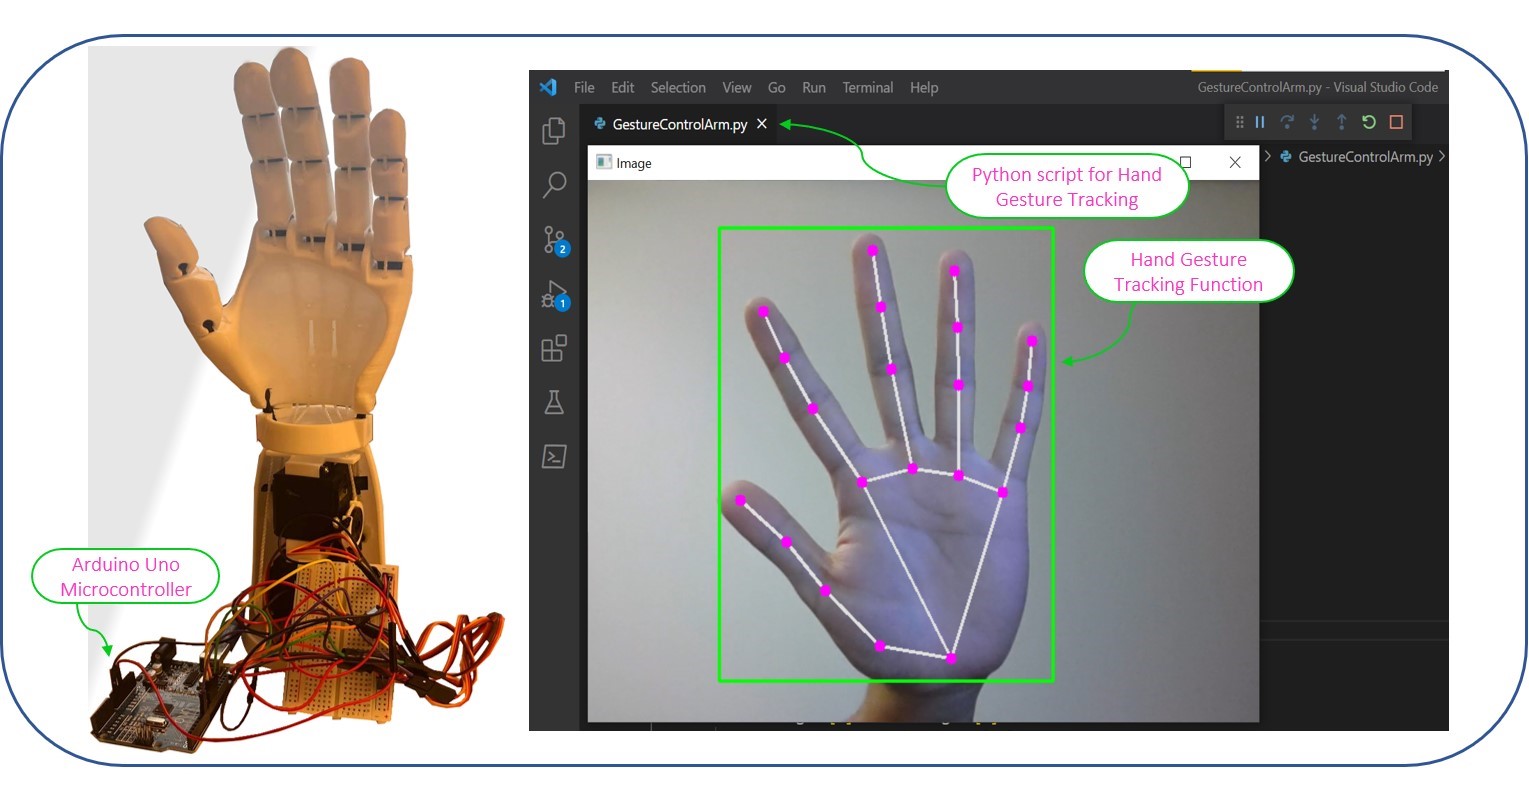 File Edit Selection View Go Run Terminal Help
GestureControlArm.py - Visual Studio Code
GestureControlArm.py
Image
GestureControlArm.py
Python script for Hand
Gesture Tracking
2
Hand Gesture
Tracking Function
1
Arduino Uno
Microcontroller